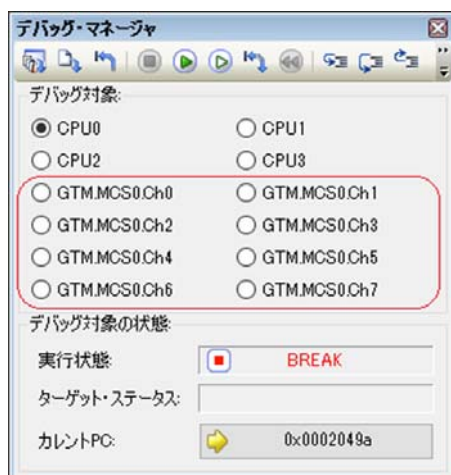 デバッグ・マネージャ
デバッグ対象:
CPU0 CPU1
CPU2 CPU3
GTM.MCS0.Ch0 GTM.MCS0.Ch1
GTM.MCS0.Ch2 GTM.MCS0.Ch3
GTM.MCS0.Ch4 GTM.MCS0.Ch5
GTM.MCS0.Ch6 GTM.MCS0.Ch7
デバッグ対象の状態:
実行状態: BREAK
ターゲット・ステータス:
カレントPC: 0x0002049a